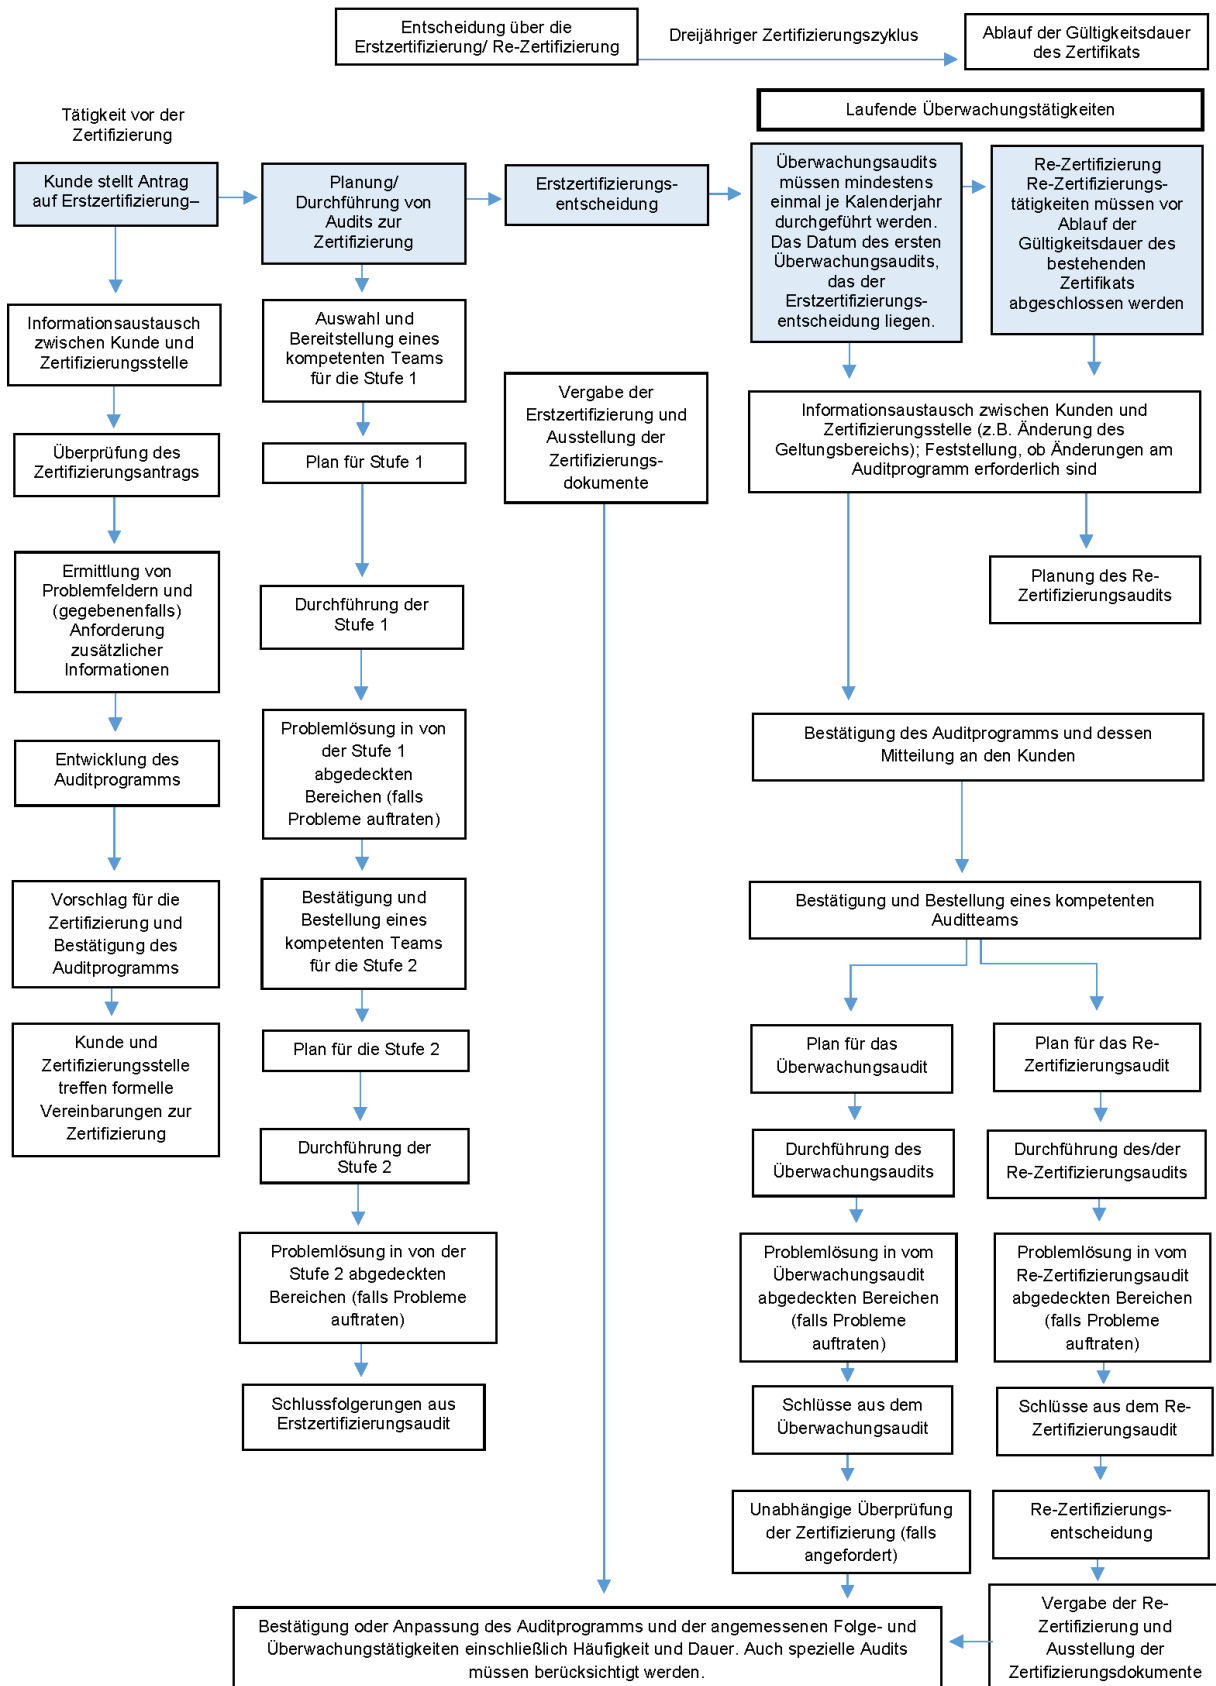 Entscheidung über die
Erstzertifizierung/ Re-Zertifizierung
Dreijähriger Zertifizierungszyklus
Ablauf der Gültigkeitsdauer
des Zertifikats
Laufende Überwachungstätigkeiten
Tätigkeit vor der
Zertifizierung
Kunde stellt Antrag
auf Erstzertifizierung–
Planung/
Durchführung von
Audits zur
Zertifizierung
Erstzertifizierungs-
entscheidung
Überwachungsaudits
müssen mindestens
einmal je Kalenderjahr
durchgeführt werden.
Das Datum des ersten
Überwachungsaudits,
das der
Erstzertifizierungs-
entscheidung liegen.
Re-Zertifizierung
Re-Zertifizierungs-
tätigkeiten müssen vor
Ablauf der
Gültigkeitsdauer des
bestehenden
Zertifikats
abgeschlossen werden
Informationsaustausch
zwischen Kunde und
Zertifizierungsstelle
Überprüfung des
Zertifizierungsantrags
Ermittlung von
Problemfeldern und
(gegebenenfalls)
Anforderung
zusätzlicher
Informationen
Entwicklung des
Auditprogramms
Vorschlag für die
Zertifizierung und
Bestätigung des
Auditprogramms
Kunde und
Zertifizierungsstelle
treffen formelle
Vereinbarungen zur
Zertifizierung
Auswahl und
Bereitstellung eines
kompetenten Teams
für die Stufe 1
Plan für Stufe 1
Durchführung der
Stufe 1
Problemlösung in von
der Stufe 1
abgedeckten
Bereichen (falls
Probleme auftraten)
Bestätigung und
Bestellung eines
kompetenten Teams
für die Stufe 2
Plan für die Stufe 2
Durchführung der
Stufe 2
Problemlösung in von der
Stufe 2 abgedeckten
Bereichen (falls Probleme
auftraten)
Schlussfolgerungen aus
Erstzertifizierungsaudit
Vergabe der
Erstzertifizierung und
Ausstellung der
Zertifizierungs-
dokumente
Informationsaustausch zwischen Kunden und
Zertifizierungsstelle (z.B. Änderung des
Geltungsbereichs); Feststellung, ob Änderungen am
Auditprogramm erforderlich sind
Planung des Re-
Zertifizierungsaudits
Bestätigung des Auditprogramms und dessen
Mitteilung an den Kunden
Bestätigung und Bestellung eines kompetenten
Auditteams
Plan für das
Überwachungsaudit
Durchführung des
Überwachungsaudits
Problemlösung in vom
Überwachungsaudit
abgedeckten Bereichen
(falls Probleme
auftraten)
Schlüsse aus dem
Überwachungsaudit
Unabhängige Überprüfung
der Zertifizierung (falls
angefordert)
Plan für das Re-
Zertifizierungsaudit
Durchführung des/der
Re-Zertifizierungsaudits
Problemlösung in vom
Re-Zertifizierungsaudit
abgedeckten Bereichen
(falls Probleme
auftraten)
Schlüsse aus dem Re-
Zertifizierungsaudit
Re-Zertifizierungs-
entscheidung
Vergabe der Re-
Zertifizierung und
Ausstellung der
Zertifizierungsdokumente
Bestätigung oder Anpassung des Auditprogramms und der angemessenen Folge- und
Überwachungstätigkeiten einschließlich Häufigkeit und Dauer. Auch spezielle Audits
müssen berücksichtigt werden.